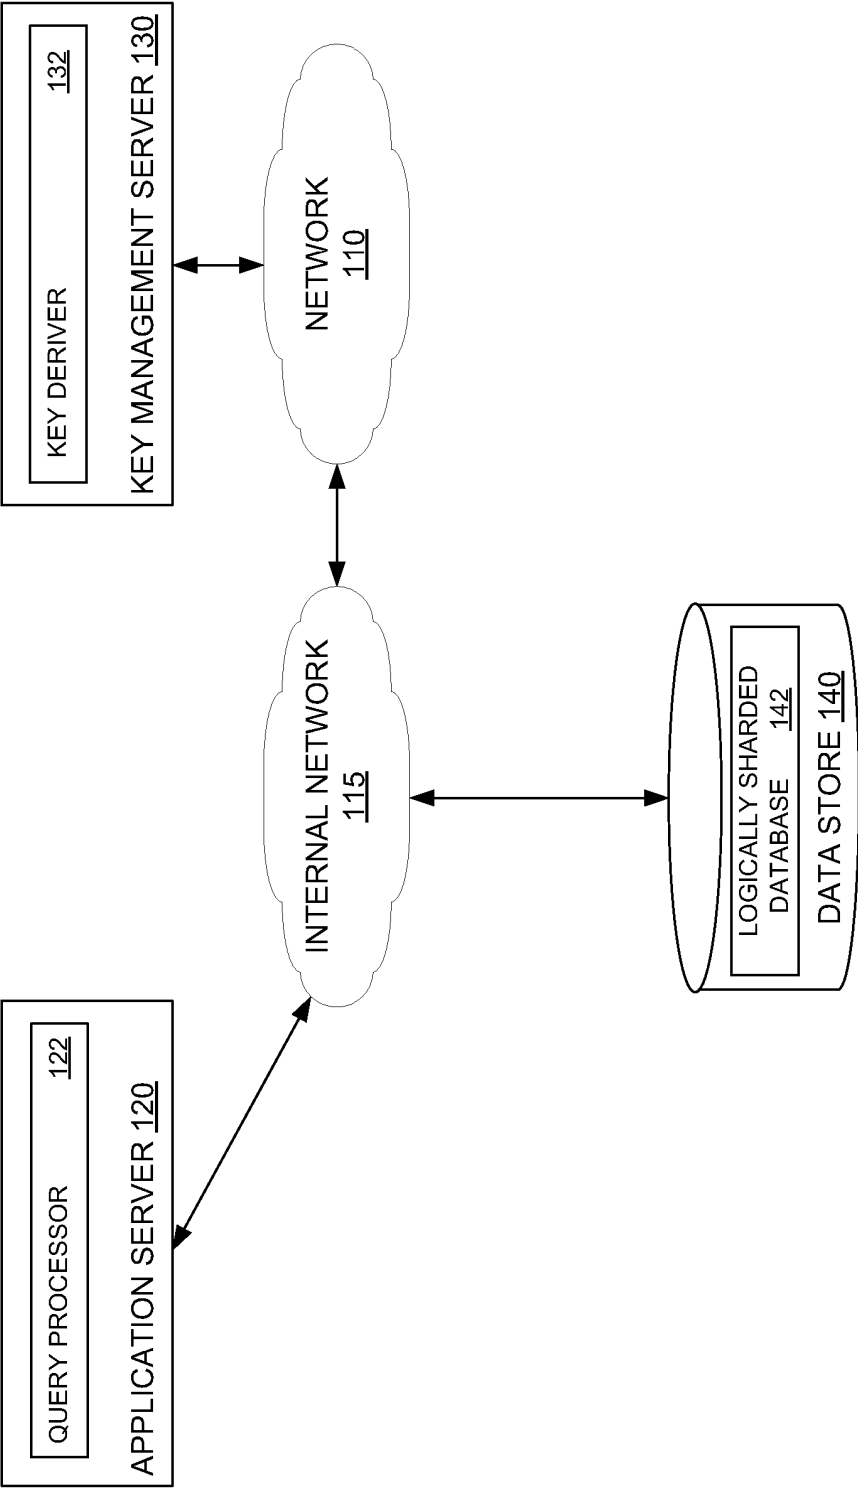 QUERY PROCESSOR 122
APPLICATION SERVER 120
KEY DERIVER 132
KEY MANAGEMENT SERVER 130
INTERNAL NETWORK
115
NETWORK
110
LOGICALLY SHARDED
DATABASE 142
DATA STORE 140